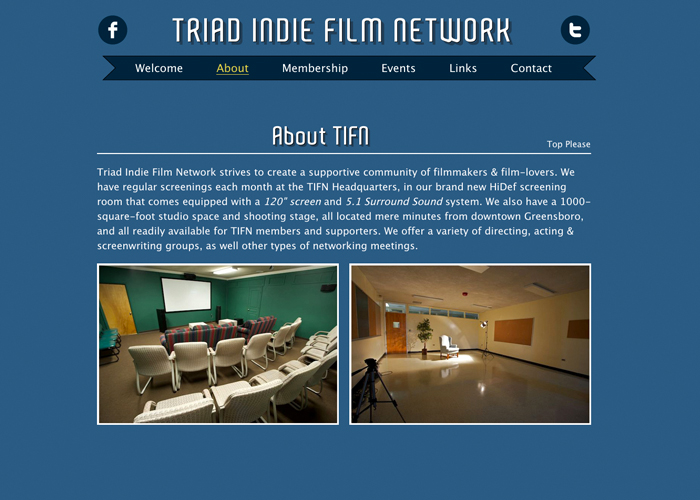 TRIAD INDIE FILM NETWORK
Welcome About Membership Events Links Contact
About TIFN
Top Please
Triad Indie Film Network strives to create a supportive community of filmmakers & film-lovers. We
have regular screenings each month at the TIFN Headquarters, in our brand new HiDef screening
room that comes equipped with a 120" screen and 5.1 Surround Sound system. We also have a 1000-
square-foot studio space and shooting stage, all located mere minutes from downtown Greensboro,
and all readily available for TIFN members and supporters. We offer a variety of directing, acting &
screenwriting groups, as well other types of networking meetings.